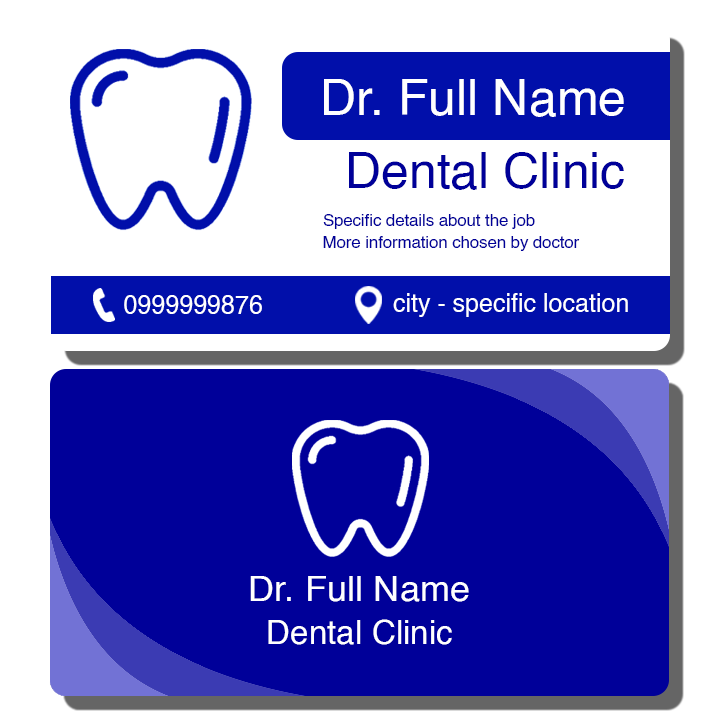 Dr. Full Name
Dental Clinic
Specific details about the job
More information chosen by doctor
0999999876
city - specific location
Dr. Full Name
Dental Clinic